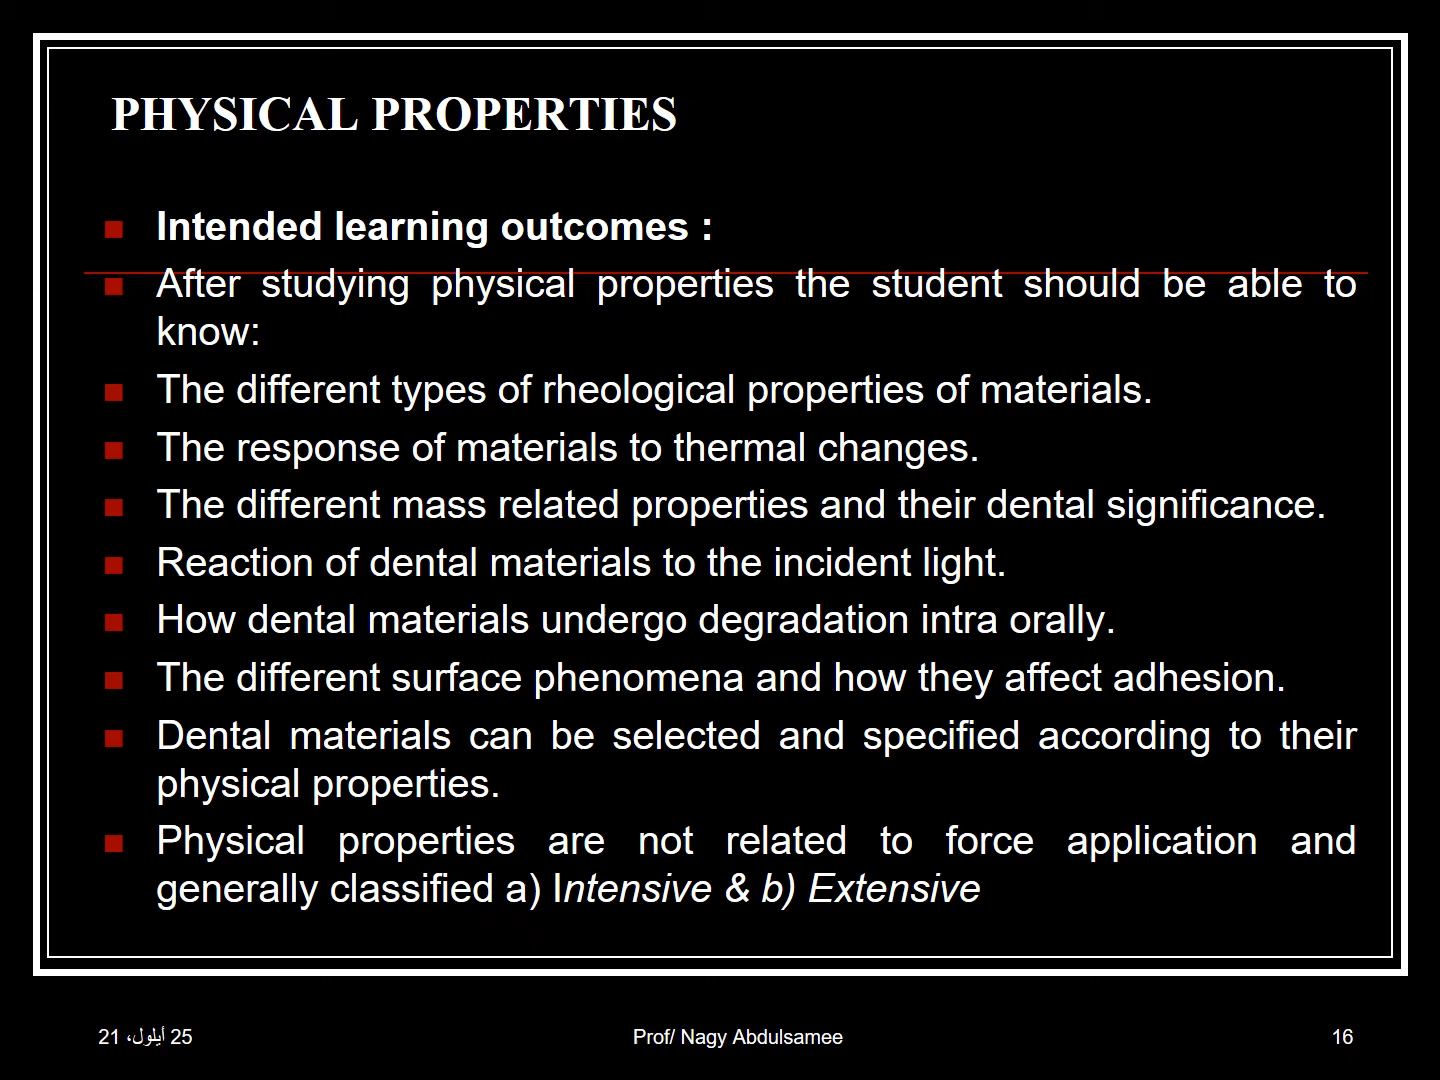 PHYSICAL PROPERTIES
Intended learning outcomes :
After studying physical properties the student should be able to
know:
The different types of rheological properties of materials.
The response of materials to thermal changes.
The different mass related properties and their dental significance.
Reaction of dental materials to the incident light.
How dental materials undergo degradation intra orally.
The different surface phenomena and how they affect adhesion.
Dental materials can be selected and specified according to their
physical properties.
Physical properties are not related to force application and
generally classified a) Intensive & b) Extensive
25 أيلول، 21
Prof/ Nagy Abdulsamee
16